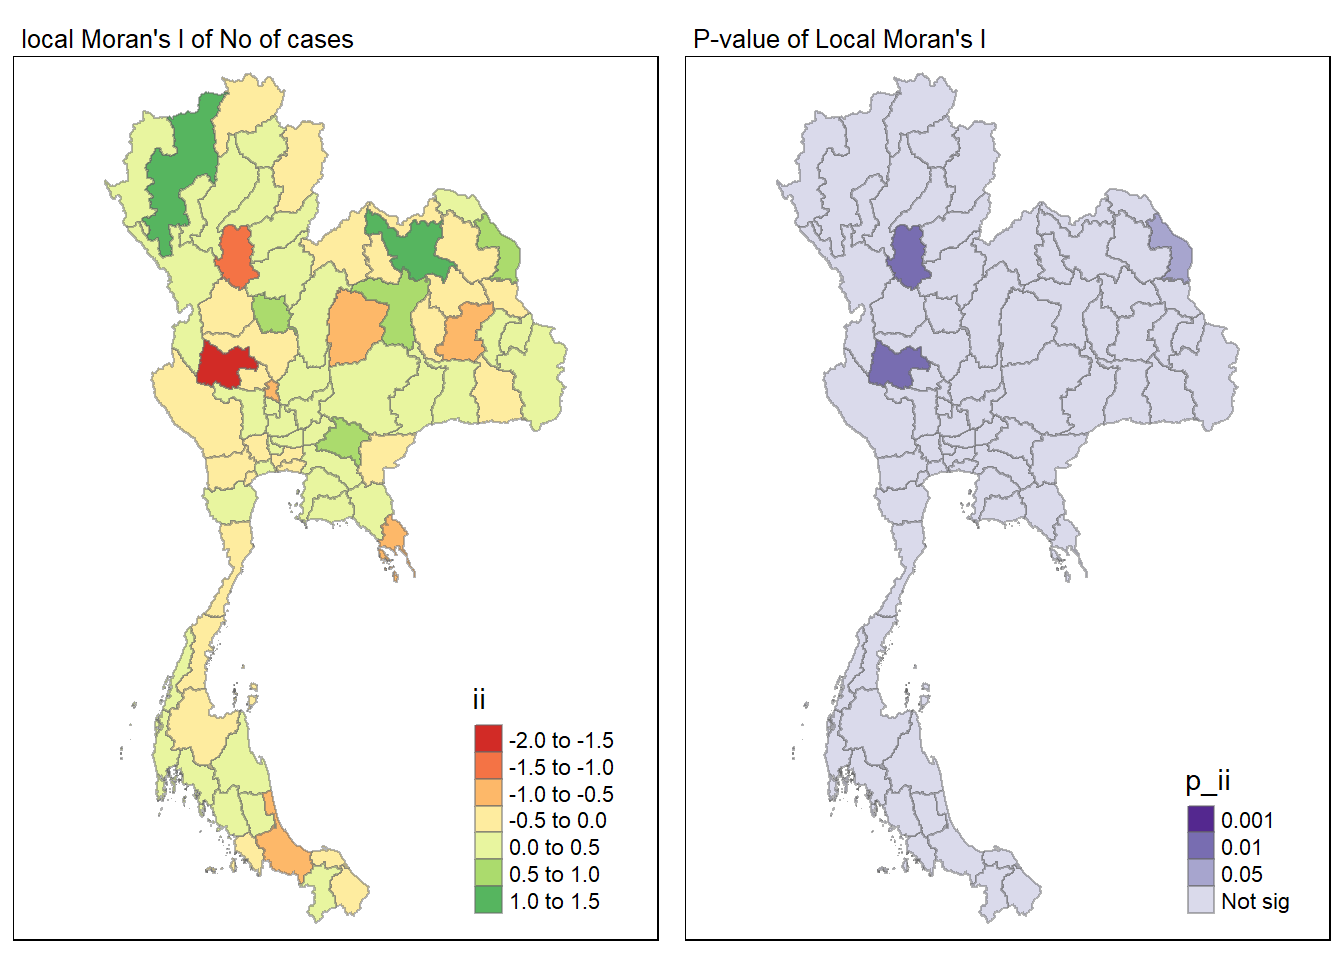 local Moran's I of No of cases
P-value of Local Moran's I
ii
-2.0 to -1.5
-1.5 to -1.0
-1.0 to -0.5
-0.5 to 0.0
0.0 to 0.5
0.5 to 1.0
1.0 to 1.5
p_ii
0.001
0.01
0.05
Not sig